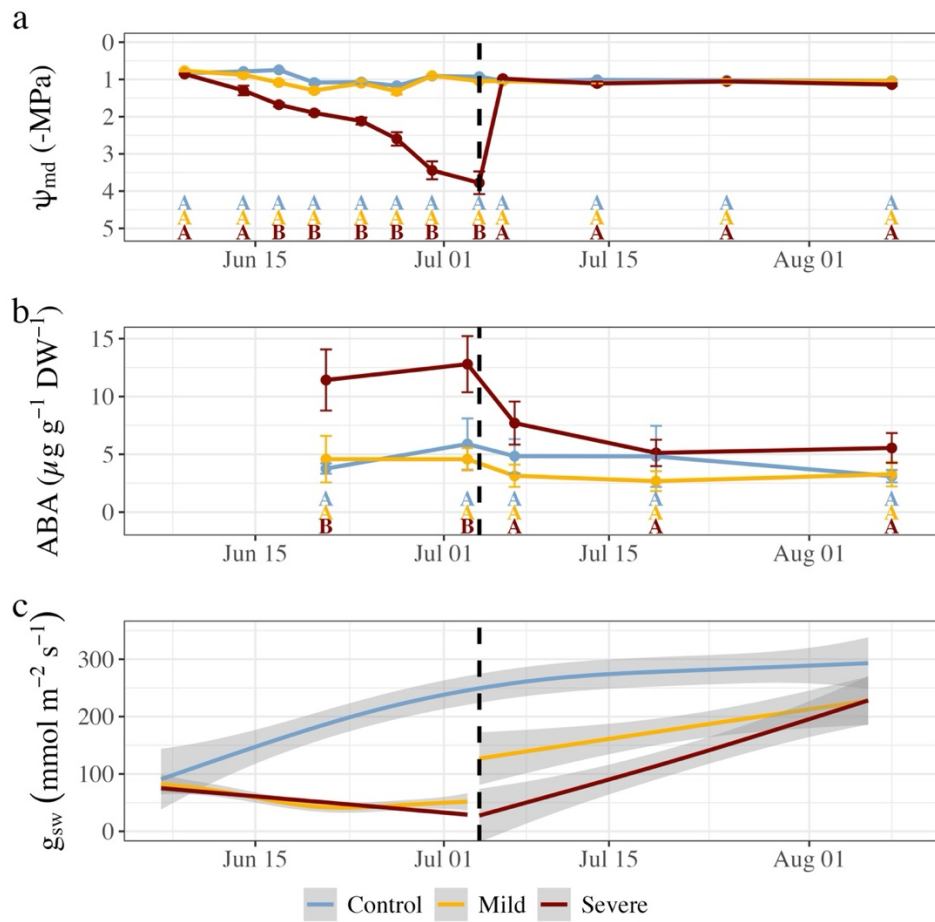 a
0
1
2
3
4
5
ψmd (-MPa)
A A A A A A A A A A A A
A A A A A A A A A A A A
A A B B B B B B A A A A
Jun 15 Jul 01 Jul 15 Aug 01
b
15
10
5
0
ABA (µg g⁻¹ DW⁻¹)
A A A A A
A A A A A
B B A A A
Jun 15 Jul 01 Jul 15 Aug 01
c
300
200
100
0
gsw (mmol m⁻² s⁻¹)
Jun 15 Jul 01 Jul 15 Aug 01
Control Mild Severe